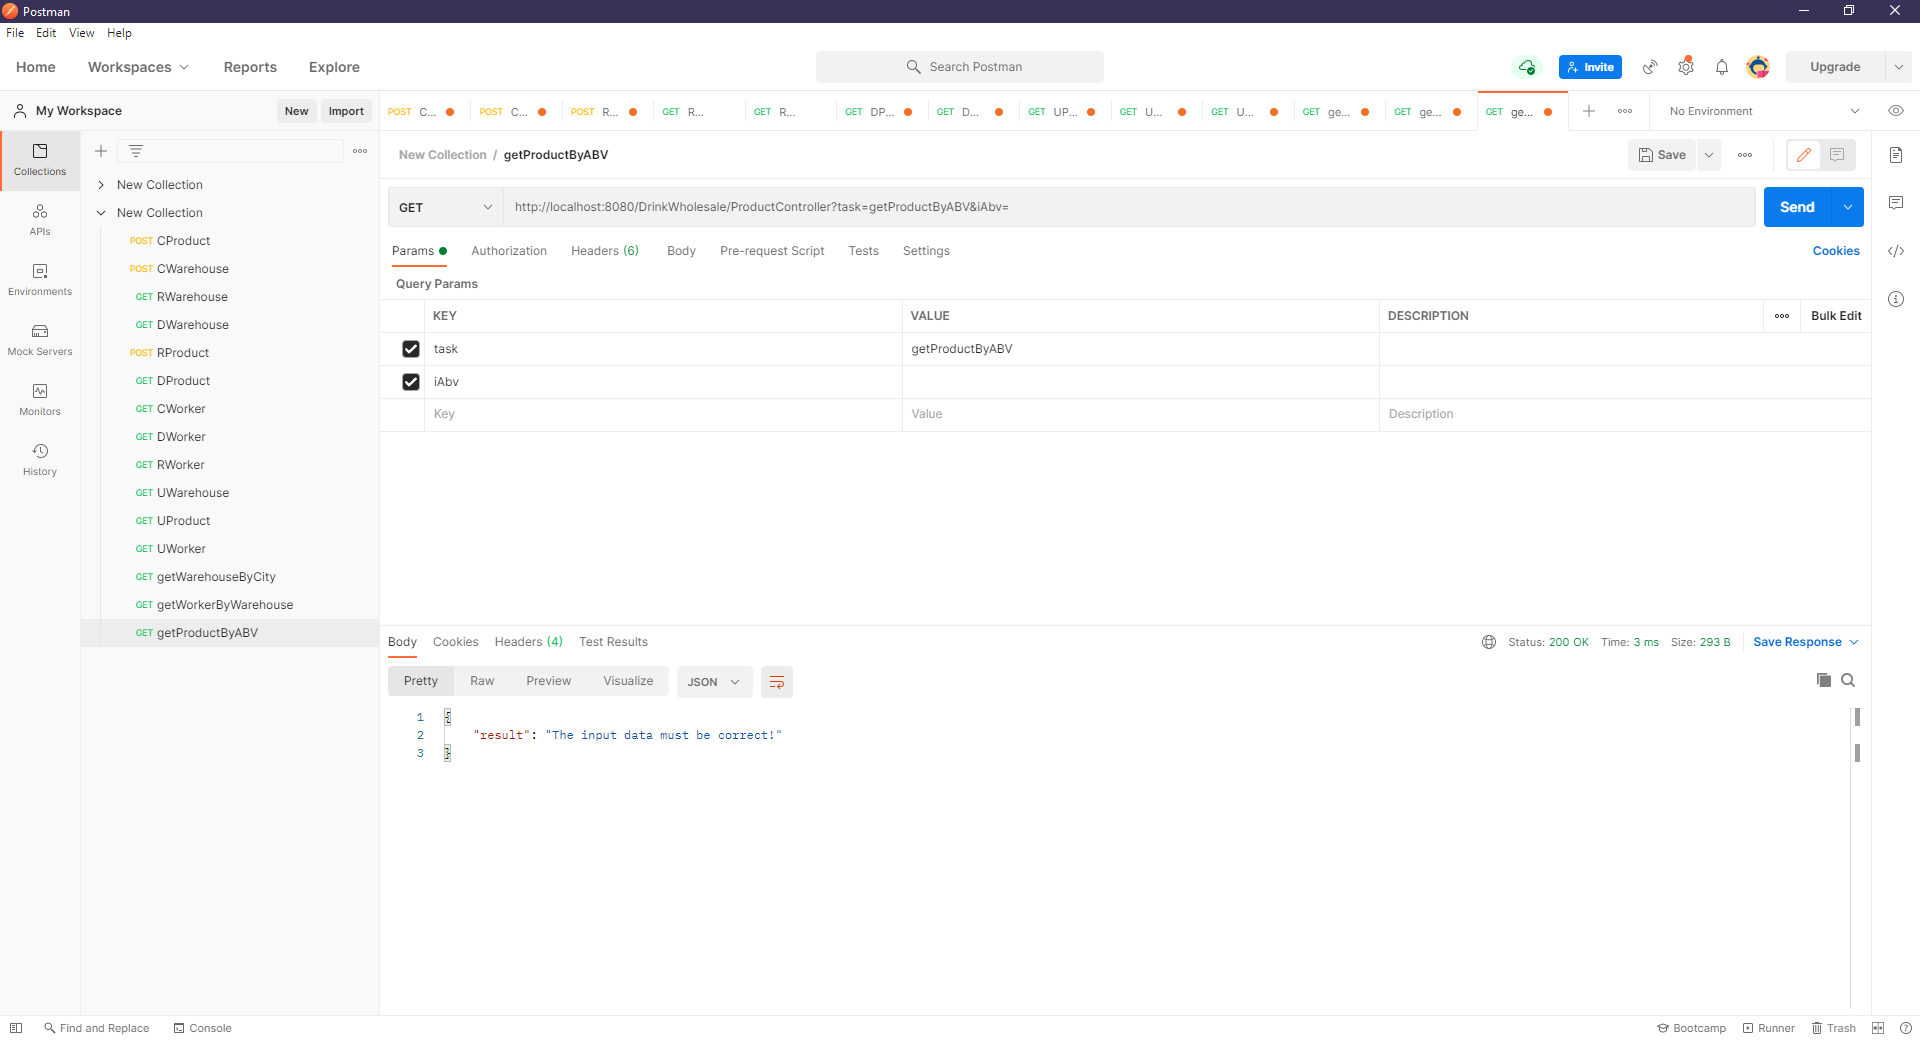 Postman
File Edit View Help
Home Workspaces Reports Explore Search Postman Invite Upgrade
My Workspace New Import
POST C... POST C... POST R... GET R... GET R... GET DP... GET D... GET UP... GET U... GET U... GET ge... GET ge... GET ge... No Environment
Collections
APIs
Environments
Mock Servers
Monitors
History
New Collection
New Collection
POST CProduct
POST CWarehouse
GET RWarehouse
GET DWarehouse
POST RProduct
GET DProduct
GET CWorker
GET DWorker
GET RWorker
GET UWarehouse
GET UProduct
GET UWorker
GET getWarehouseByCity
GET getWorkerByWarehouse
GET getProductByABV
New Collection / getProductByABV Save
GET http://localhost:8080/DrinkWholesale/ProductController?task=getProductByABV&iAbv= Send
Params Authorization Headers (6) Body Pre-request Script Tests Settings Cookies
Query Params
KEY VALUE DESCRIPTION Bulk Edit
task getProductByABV
iAbv
Key Value Description
Body Cookies Headers (4) Test Results Status: 200 OK Time: 3 ms Size: 293 B Save Response
Pretty Raw Preview Visualize JSON
1 {
2 "result": "The input data must be correct!"
3 }
Find and Replace Console Bootcamp Runner Trash